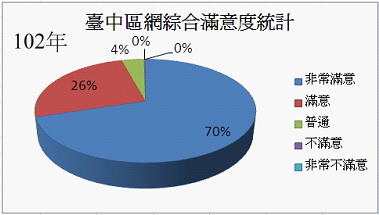 臺中區網綜合滿意度統計
102年
0%
0%
4%
26%
70%
非常滿意
滿意
普通
不滿意
非常不滿意